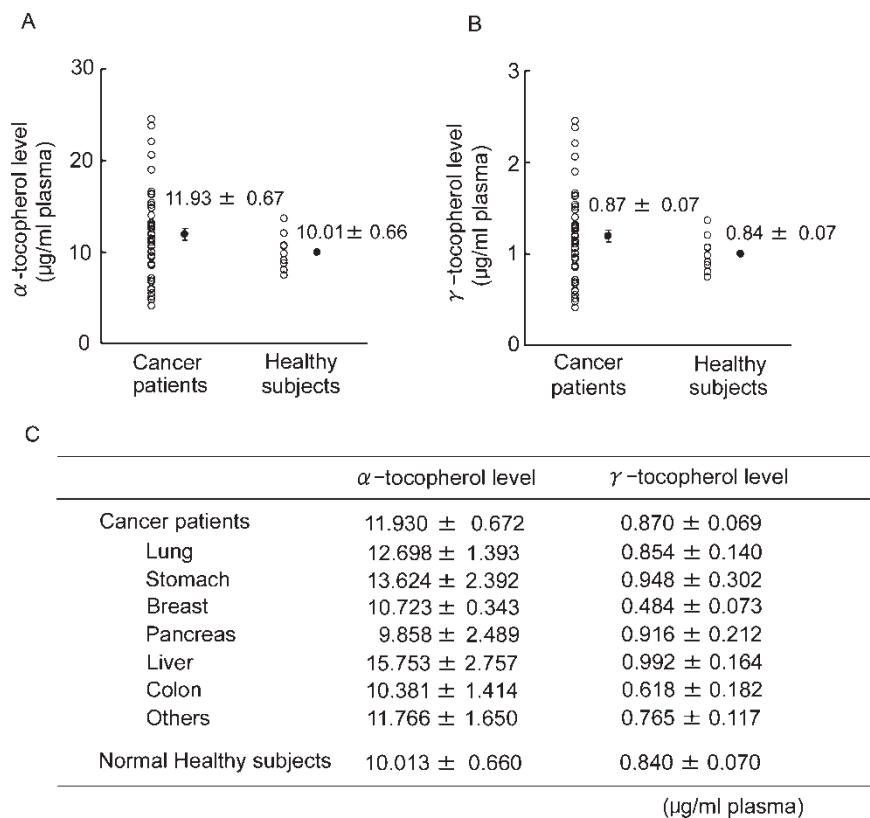 A
α-tocopherol level
(μg/ml plasma)
30
20
10
0
11.93 ± 0.67
10.01± 0.66
Cancer
patients
Healthy
subjects
B
γ-tocopherol level
(μg/ml plasma)
3
2
1
0
0.87 ± 0.07
0.84 ± 0.07
Cancer
patients
Healthy
subjects
C
α-tocopherol level γ-tocopherol level
Cancer patients 11.930 ± 0.672 0.870 ± 0.069
Lung 12.698 ± 1.393 0.854 ± 0.140
Stomach 13.624 ± 2.392 0.948 ± 0.302
Breast 10.723 ± 0.343 0.484 ± 0.073
Pancreas 9.858 ± 2.489 0.916 ± 0.212
Liver 15.753 ± 2.757 0.992 ± 0.164
Colon 10.381 ± 1.414 0.618 ± 0.182
Others 11.766 ± 1.650 0.765 ± 0.117
Normal Healthy subjects 10.013 ± 0.660 0.840 ± 0.070
(μg/ml plasma)